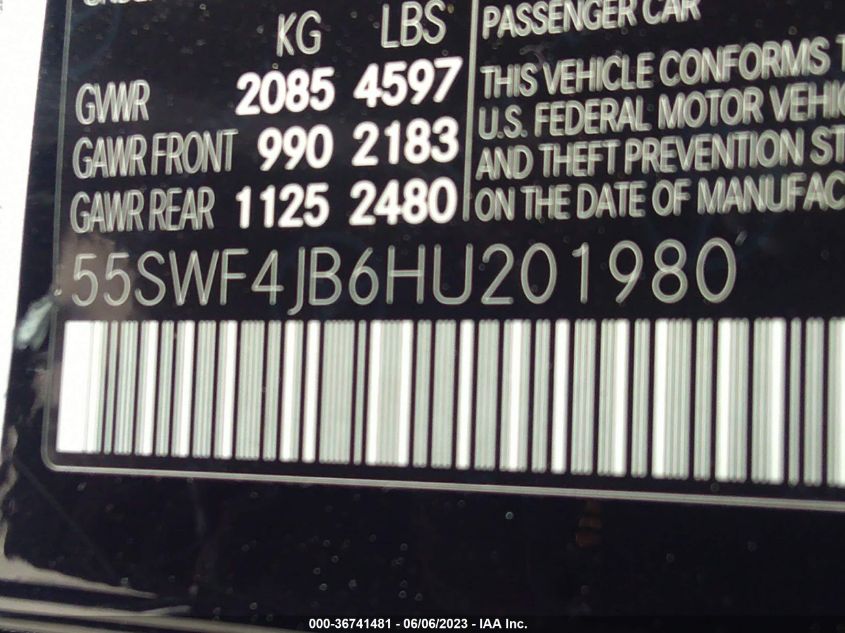 KG LBS
GVWR 2085 4597
GAWR FRONT 990 2183
GAWR REAR 1125 2480
PASSENGER CAR
THIS VEHICLE CONFORMS
U.S. FEDERAL MOTOR VEHIC
AND THEFT PREVENTION ST
ON THE DATE OF MANUFAC
55SWF4JB6HU201980
000-36741481 - 06/06/2023 - IAA Inc.